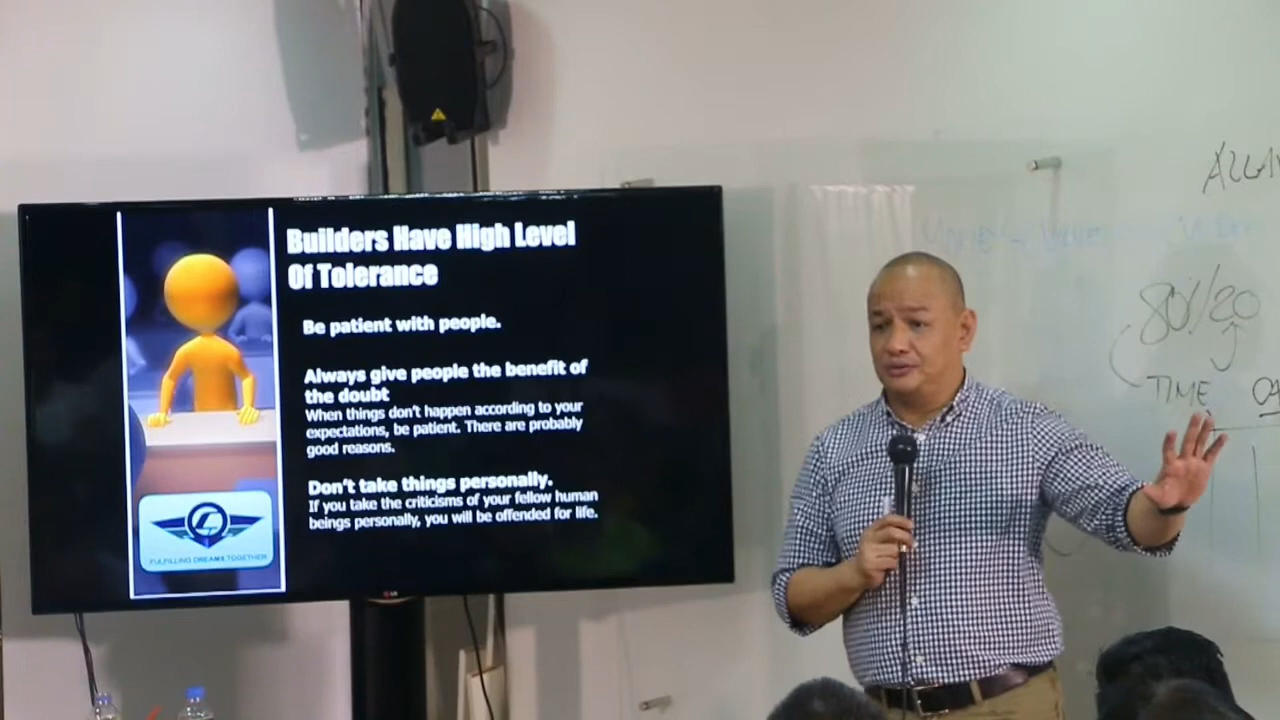 Builders Have High Level
Of Tolerance
Be patient with people.
Always give people the benefit of
the doubt
When things don't happen according to your
expectations, be patient. There are probably
good reasons.
Don't take things personally.
If you take the criticisms of your fellow human
beings personally, you will be offended for life.
FULFILLING DREAMS TOGETHER
LG
80/20
TIME